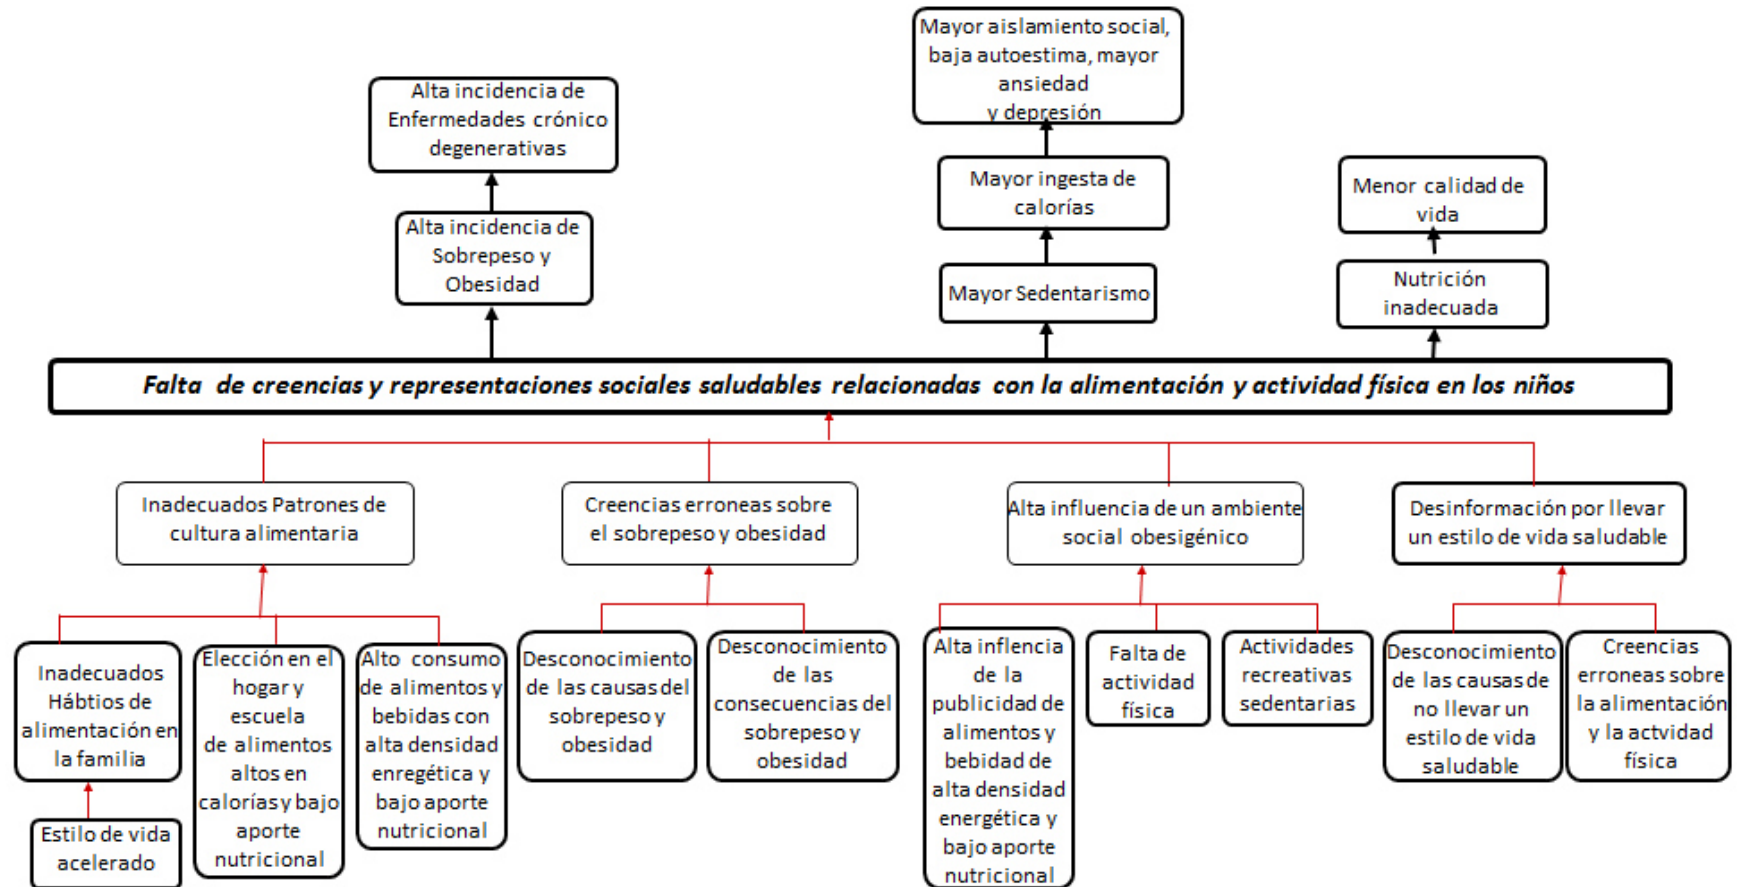 Mayor aislamiento social,
baja autoestima, mayor
ansiedad
y depresión
Alta incidencia de
Enfermedades crónico
degenerativas
Mayor ingesta de
calorías
Menor calidad de
vida
Alta incidencia de
Sobrepeso y
Obesidad
Mayor Sedentarismo
Nutrición
inadecuada
Falta de creencias y representaciones sociales saludables relacionadas con la alimentación y actividad física en los niños
Inadecuados Patrones de
cultura alimentaria
Creencias erroneas sobre
el sobrepeso y obesidad
Alta influencia de un ambiente
social obesigénico
Desinformación por llevar
un estilo de vida saludable
Inadecuados
Hábtios de
alimentación en
la familia
Elección en el
hogar y
escuela
de alimentos
altos en
calorías y bajo
aporte
nutricional
Alto consumo
de alimentos y
bebidas con
alta densidad
enregética y
bajo aporte
nutricional
Desconocimiento
de las causas del
sobrepeso y
obesidad
Desconocimiento
de las
consecuencias del
sobrepeso y
obesidad
Alta inflencia
de la
publicidad de
alimentos y
bebidad de
alta densidad
energética y
bajo aporte
nutricional
Falta de
actividad
física
Actividades
recreativas
sedentarias
Desconocimiento
de las causas de
no llevar un
estilo de vida
saludable
Creencias
erroneas sobre
la alimentación
y la actvidad
física
Estilo de vida
acelerado